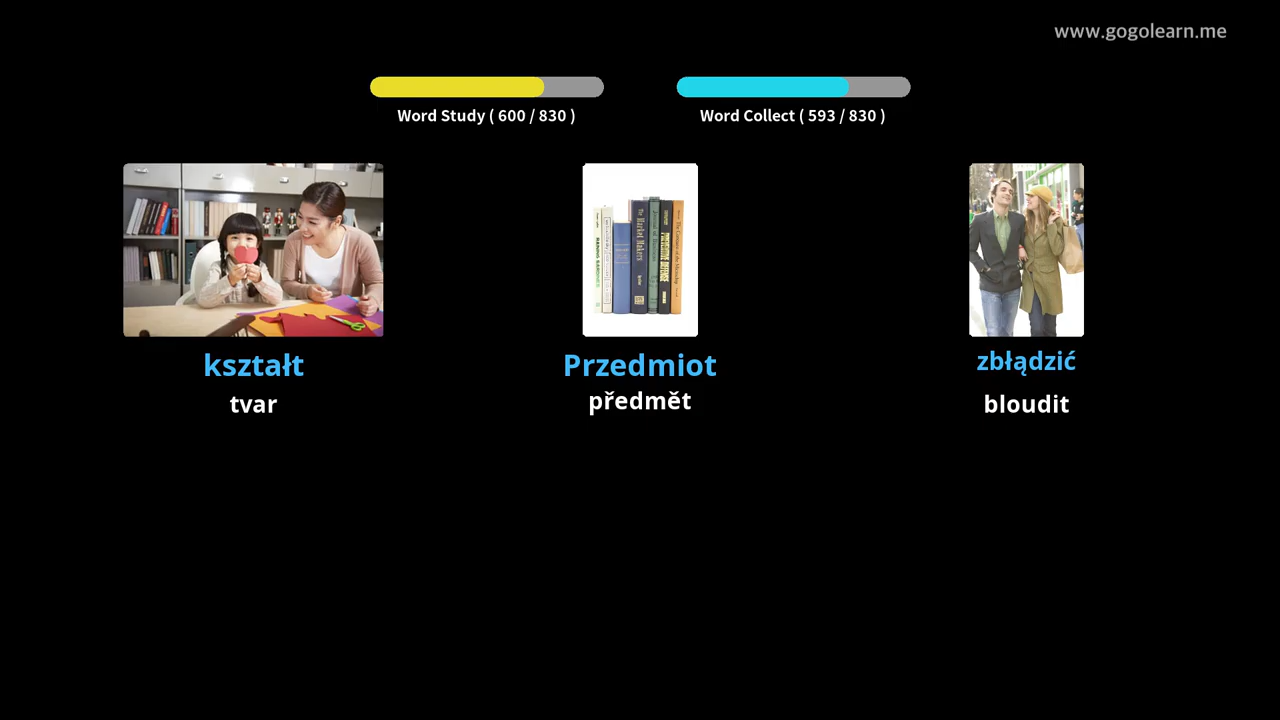 www.gogolearn.me
Word Study ( 600 / 830 )
Word Collect ( 593 / 830 )
kształt
Przedmiot
zbłądzić
tvar
předmět
bloudit